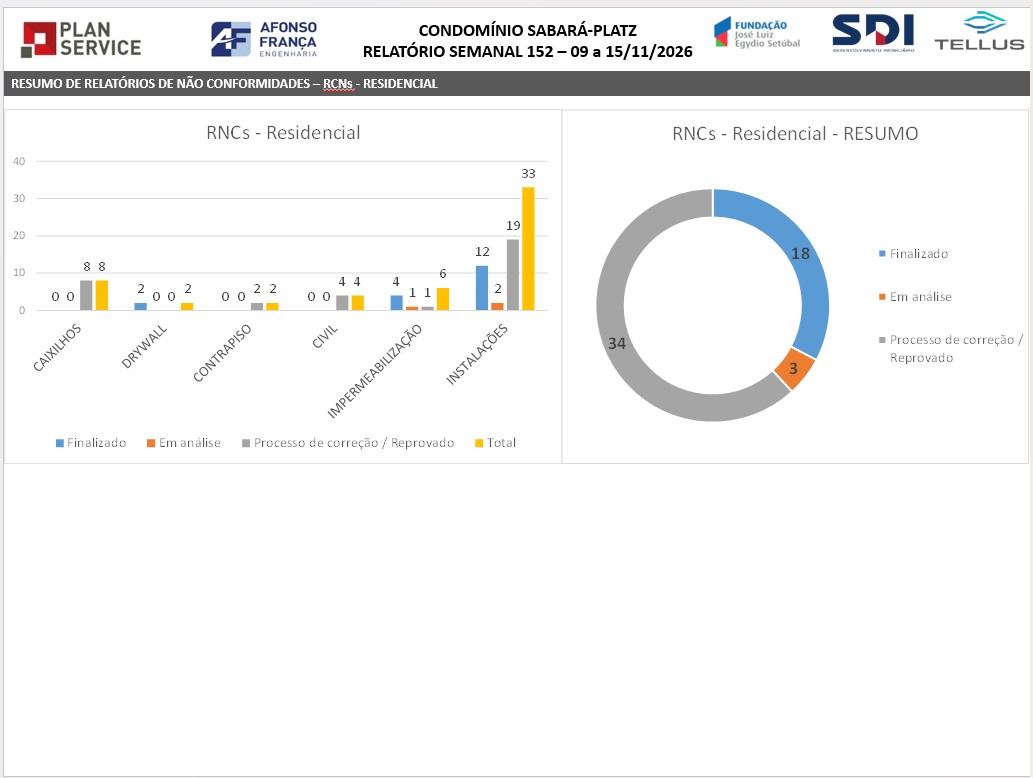 PLAN
SERVICE
AF
AFONSO
FRANÇA
ENGENHARIA
CONDOMÍNIO SABARÁ-PLATZ
RELATÓRIO SEMANAL 152 – 09 a 15/11/2026
FUNDAÇÃO
José Luiz
Egydio Setúbal
SDI
DESENVOLVIMENTO IMOBILIÁRIO
TELLUS
RESUMO DE RELATÓRIOS DE NÃO CONFORMIDADES – RCNs - RESIDENCIAL
RNCs - Residencial
40
30
20
10
0
0 0 8 8
2 0 0 2
0 0 2 2
0 0 4 4
4 1 1 6
12 2 19 33
CAIXILHOS
DRYWALL
CONTRAPISO
CIVIL
IMPERMEABILIZAÇÃO
INSTALAÇÕES
Finalizado Em análise Processo de correção / Reprovado Total
RNCs - Residencial - RESUMO
18
3
34
Finalizado
Em análise
Processo de correção /
Reprovado